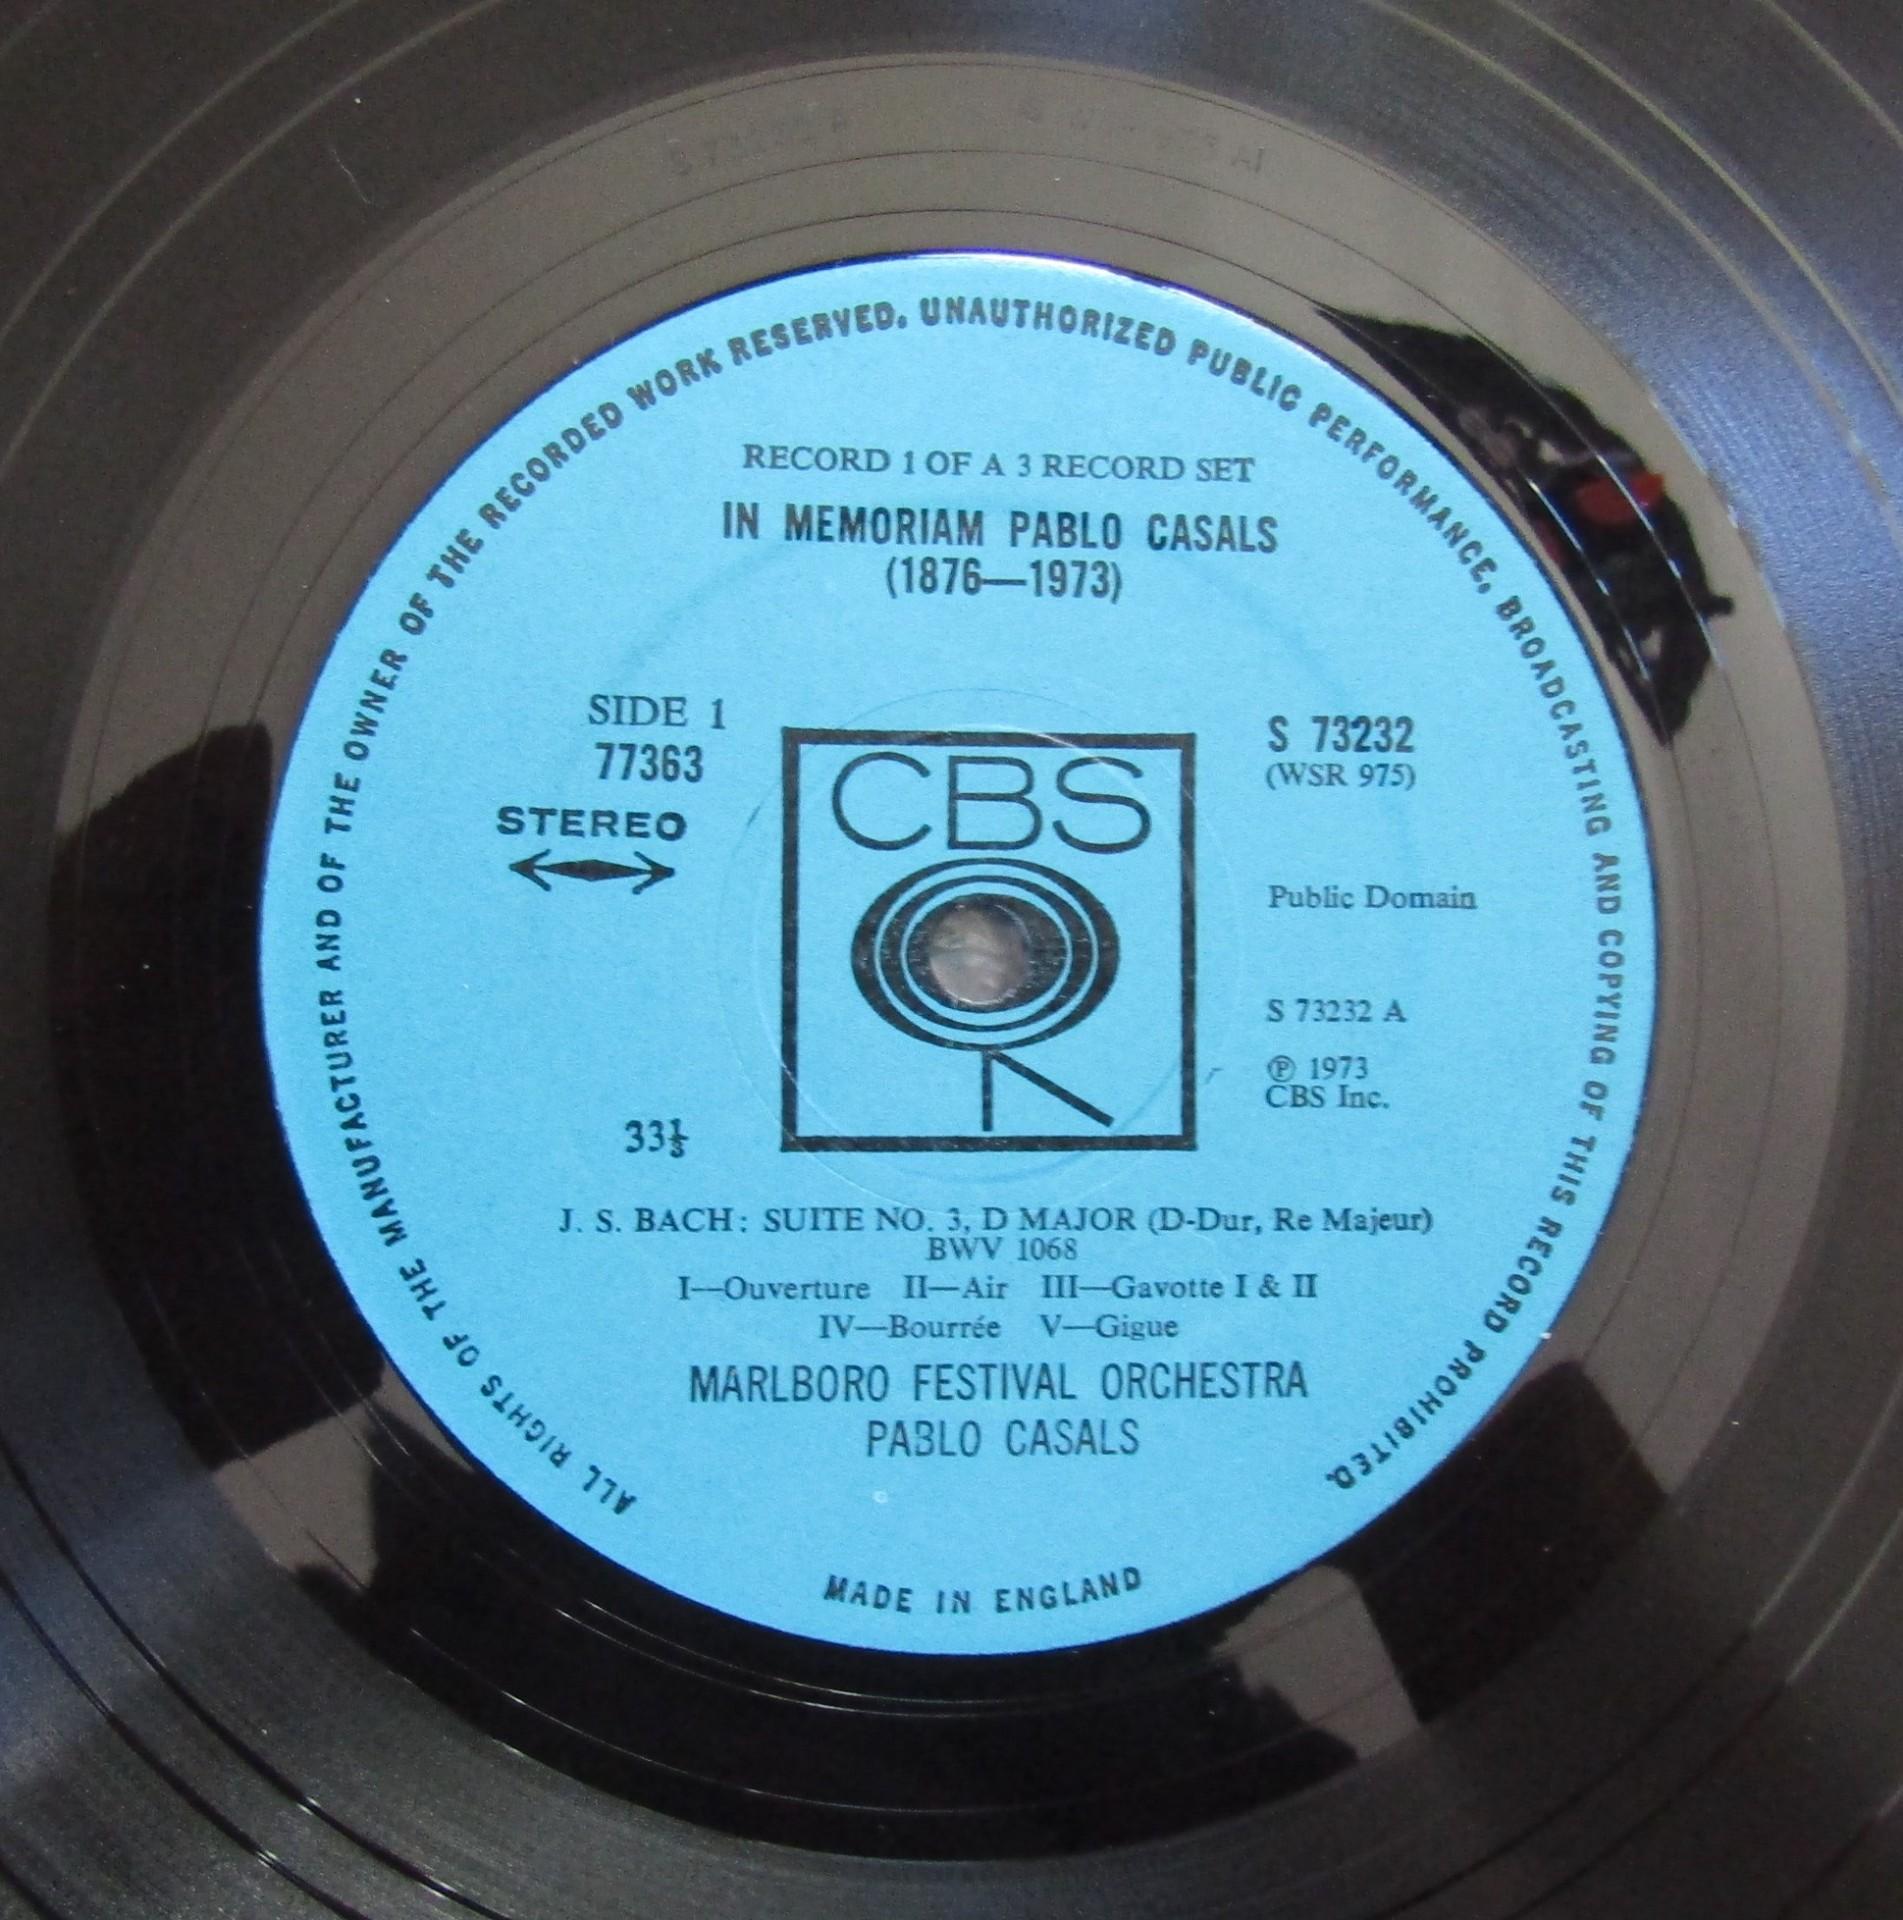 ALL RIGHTS OF THE MANUFACTURER AND OF THE OWNER OF THE RECORDED WORK RESERVED. UNAUTHORIZED PUBLIC PERFORMANCE, BROADCASTING AND COPYING OF THIS RECORD PROHIBITED.
RECORD 1 OF A 3 RECORD SET
IN MEMORIAM PABLO CASALS
(1876—1973)
SIDE 1
77363
STEREO
CBS
S 73232
(WSR 975)
Public Domain
S 73232 A
℗ 1973
CBS Inc.
33⅓
J. S. BACH: SUITE NO. 3, D MAJOR (D-Dur, Re Majeur)
BWV 1068
I—Ouverture II—Air III—Gavotte I & II
IV—Bourrée V—Gigue
MARLBORO FESTIVAL ORCHESTRA
PABLO CASALS
MADE IN ENGLAND